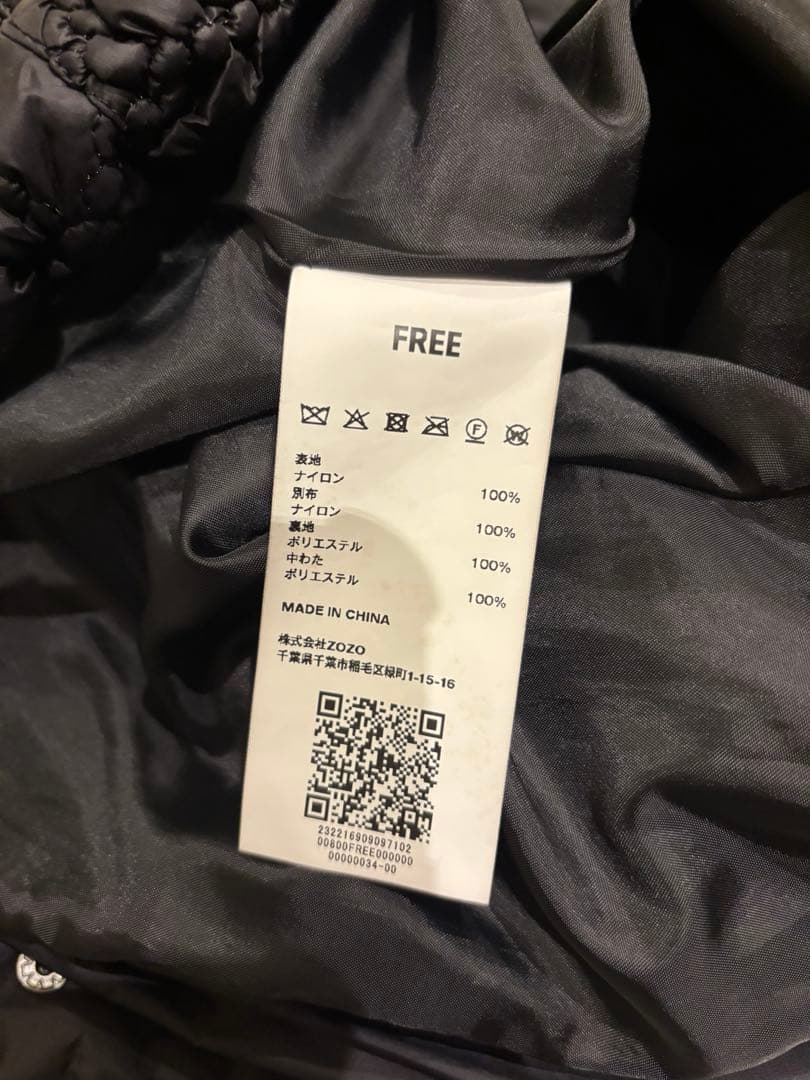 FREE
表地
ナイロン 100%
別布
ナイロン 100%
裏地
ポリエステル 100%
中わた
ポリエステル 100%
MADE IN CHINA
株式会社ZOZO
千葉県千葉市稲毛区緑町1-15-16
232216909097102
00800FREE000000
00000034-00